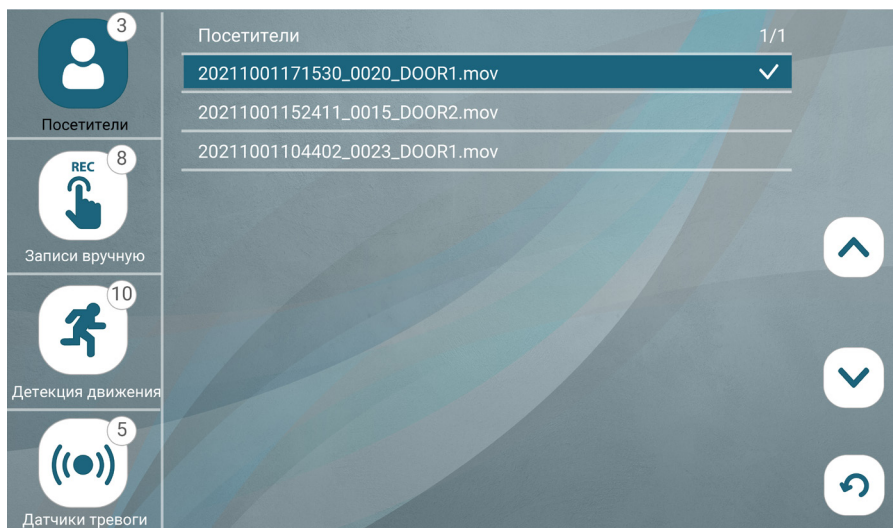 3
Посетители
REC
8
Записи вручную
10
Детекция движения
5
Датчики тревоги
Посетители 1/1
20211001171530_0020_DOOR1.mov
20211001152411_0015_DOOR2.mov
20211001104402_0023_DOOR1.mov